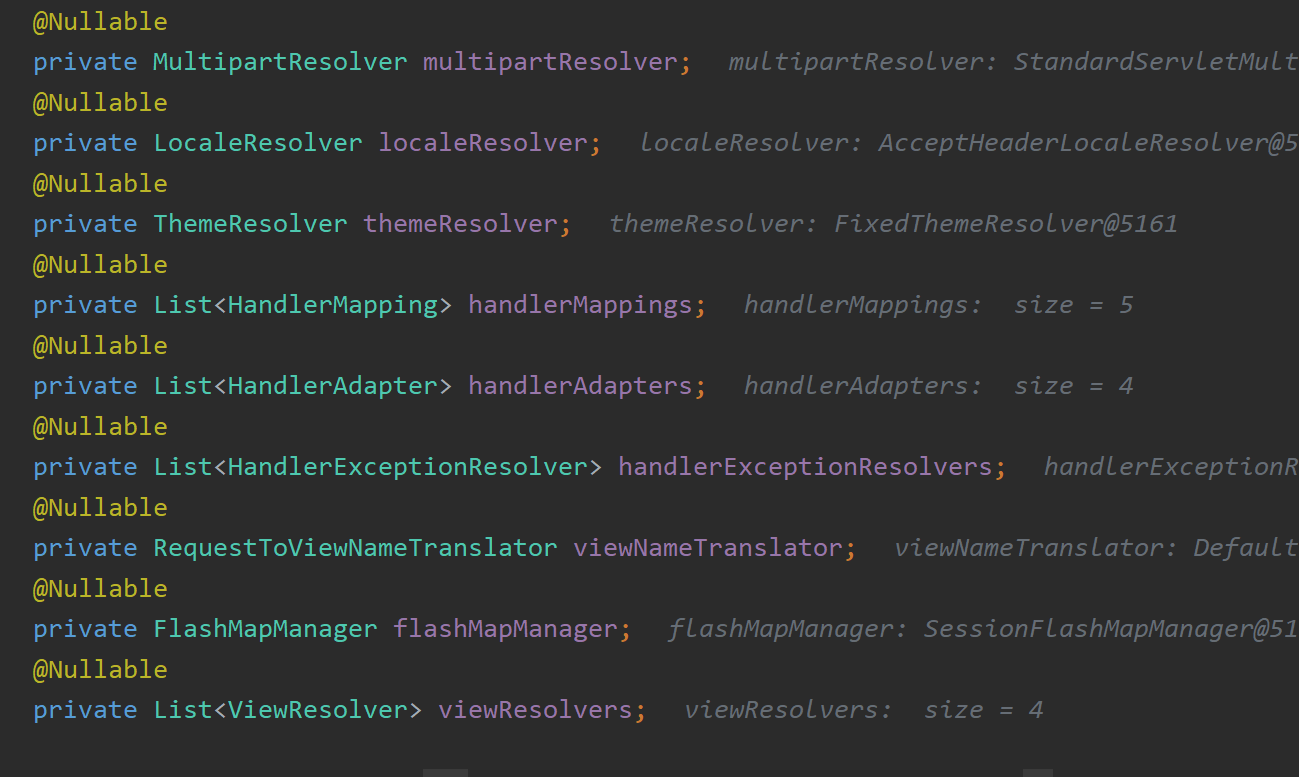 @Nullable
private MultipartResolver multipartResolver; multipartResolver: StandardServletMult
@Nullable
private LocaleResolver localeResolver; localeResolver: AcceptHeaderLocaleResolver@5
@Nullable
private ThemeResolver themeResolver; themeResolver: FixedThemeResolver@5161
@Nullable
private List<HandlerMapping> handlerMappings; handlerMappings: size = 5
@Nullable
private List<HandlerAdapter> handlerAdapters; handlerAdapters: size = 4
@Nullable
private List<HandlerExceptionResolver> handlerExceptionResolvers; handlerExceptionR
@Nullable
private RequestToViewNameTranslator viewNameTranslator; viewNameTranslator: Default
@Nullable
private FlashMapManager flashMapManager; flashMapManager: SessionFlashMapManager@51
@Nullable
private List<ViewResolver> viewResolvers; viewResolvers: size = 4